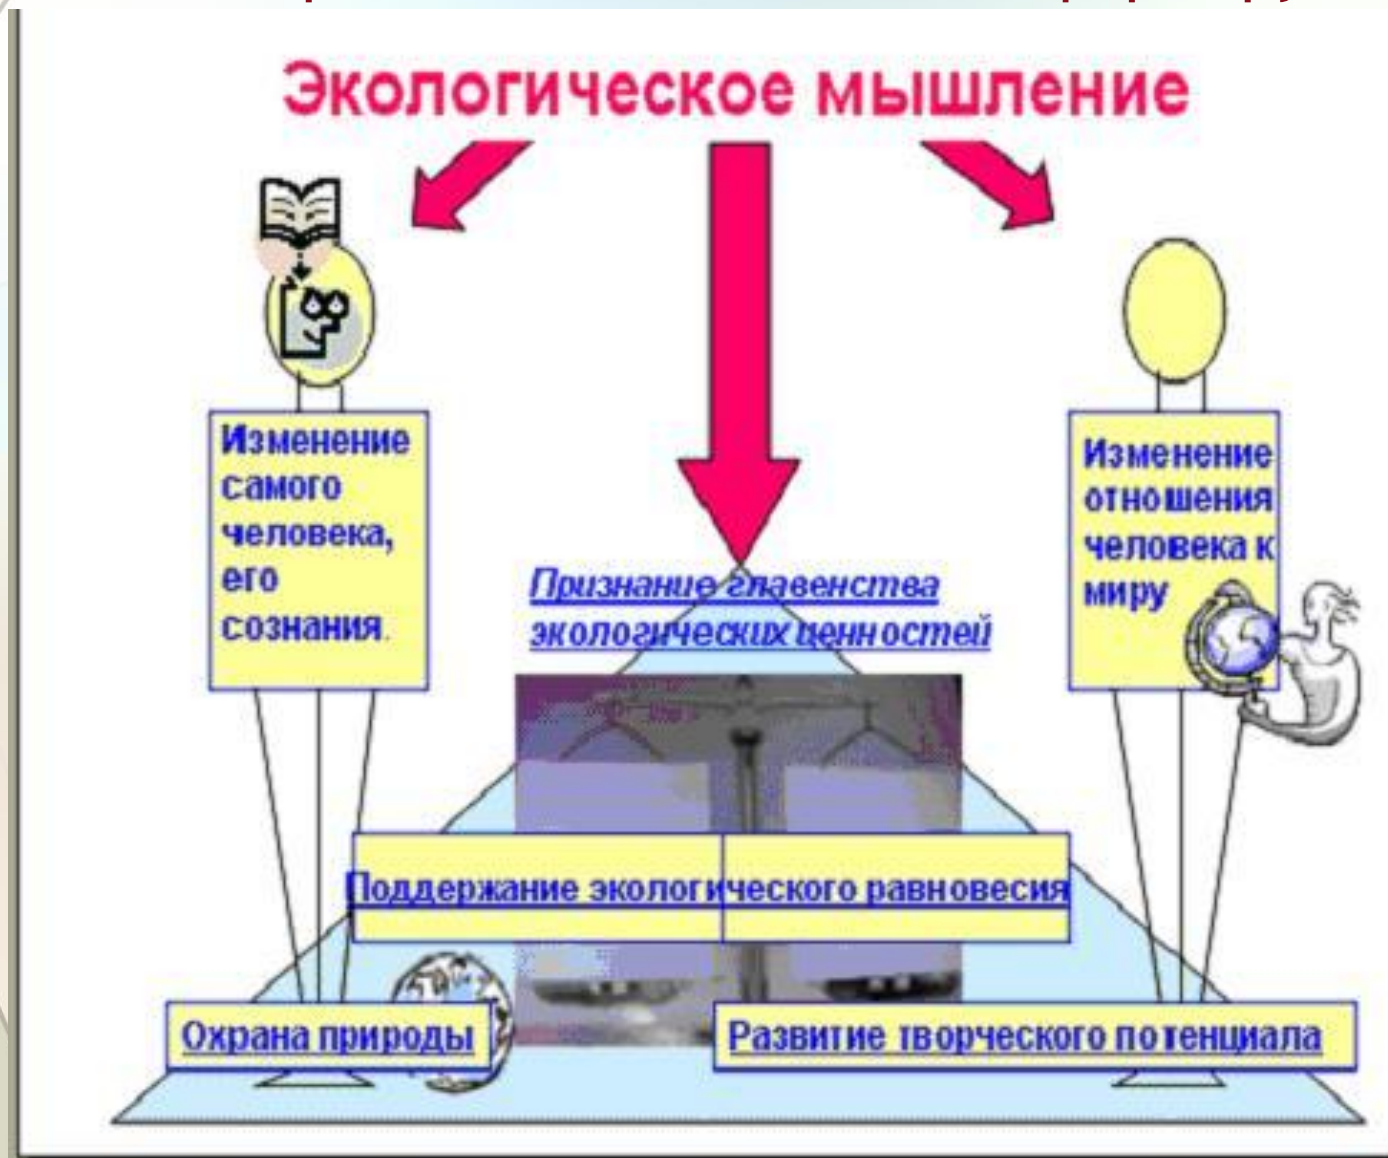 Экологическое мышление
Изменение
самого
человека,
его
сознания.
Изменение
отношения
человека к
миру
Признание главенства
экологических ценностей
Поддержание экологического равновесия
Охрана природы
Развитие творческого потенциала